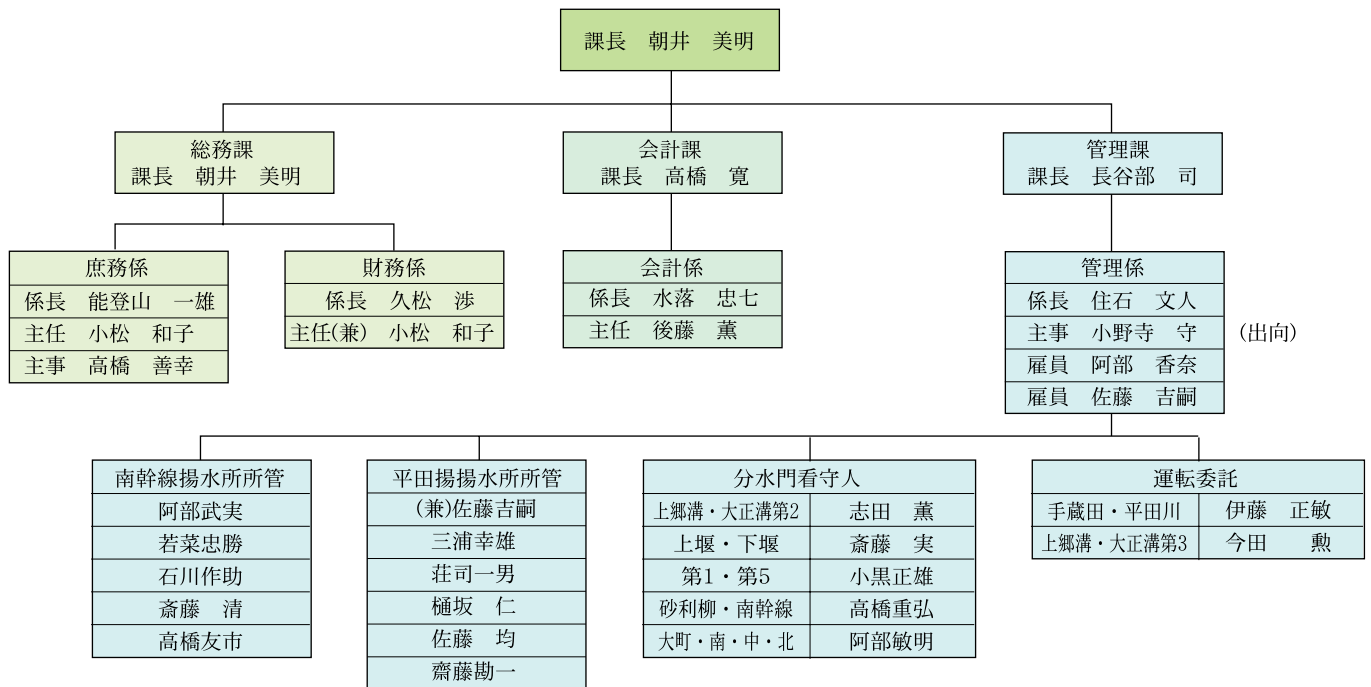 課長　朝井　美明
総務課
課長　朝井　美明
会計課
課長　高橋　寛
管理課
課長　長谷部　司
庶務係
係長　能登山　一雄
主任　小松　和子
主事　高橋　善幸
財務係
係長　久松　渉
主任(兼)　小松　和子
会計係
係長　水落　忠七
主任　後藤　薫
管理係
係長　住石　文人
主事　小野寺　守　(出向)
雇員　阿部　香奈
雇員　佐藤　吉嗣
南幹線揚水所所管
阿部武実
若菜忠勝
石川作助
斎藤　清
高橋友市
平田揚揚水所所管
(兼)佐藤吉嗣
三浦幸雄
荘司一男
樋坂　仁
佐藤　均
齋藤勘一
分水門看守人
上郷溝・大正溝第2　志田　薫
上堰・下堰　斎藤　実
第1・第5　小黒正雄
砂利柳・南幹線　高橋重弘
大町・南・中・北　阿部敏明
運転委託
手蔵田・平田川　伊藤　正敏
上郷溝・大正溝第3　今田　勲